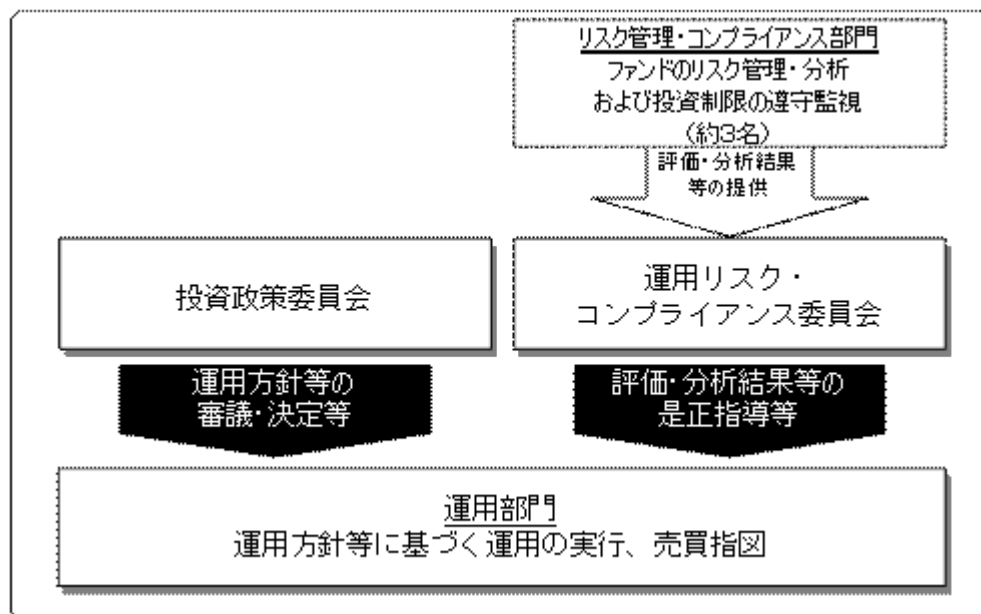 リスク管理・コンプライアンス部門
ファンドのリスク管理・分析
および投資制限の遵守監視
(約3名)
評価・分析結果
等の提供
投資政策委員会
運用リスク・
コンプライアンス委員会
運用方針等の
審議・決定等
評価・分析結果等の
是正指導等
運用部門
運用方針等に基づく運用の実行、売買指図